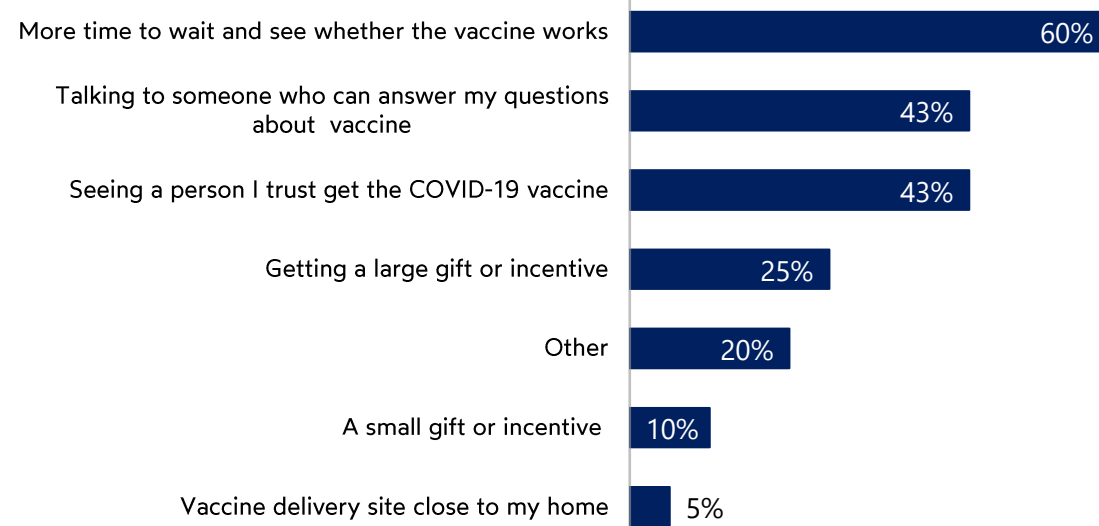 More time to wait and see whether the vaccine works 60%
Talking to someone who can answer my questions
about vaccine 43%
Seeing a person I trust get the COVID-19 vaccine 43%
Getting a large gift or incentive 25%
Other 20%
A small gift or incentive 10%
Vaccine delivery site close to my home 5%